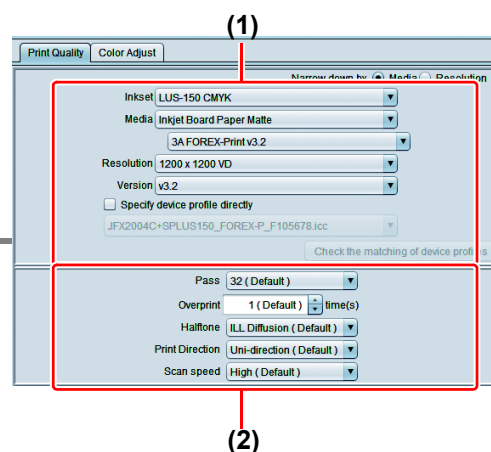 (1)
Print Quality Color Adjust
Narrow down by Media Resolution
Inkset LUS-150 CMYK
Media Inkjet Board Paper Matte
3A FOREX-Print v3.2
Resolution 1200 x 1200 VD
Version v3.2
Specify device profile directly
JFX2004C+SPLUS150_FOREX-P_F105678.icc
Check the matching of device profiles
Pass 32 ( Default )
Overprint 1 ( Default ) time(s)
Halftone ILL Diffusion ( Default )
Print Direction Uni-direction ( Default )
Scan speed High ( Default )
(2)